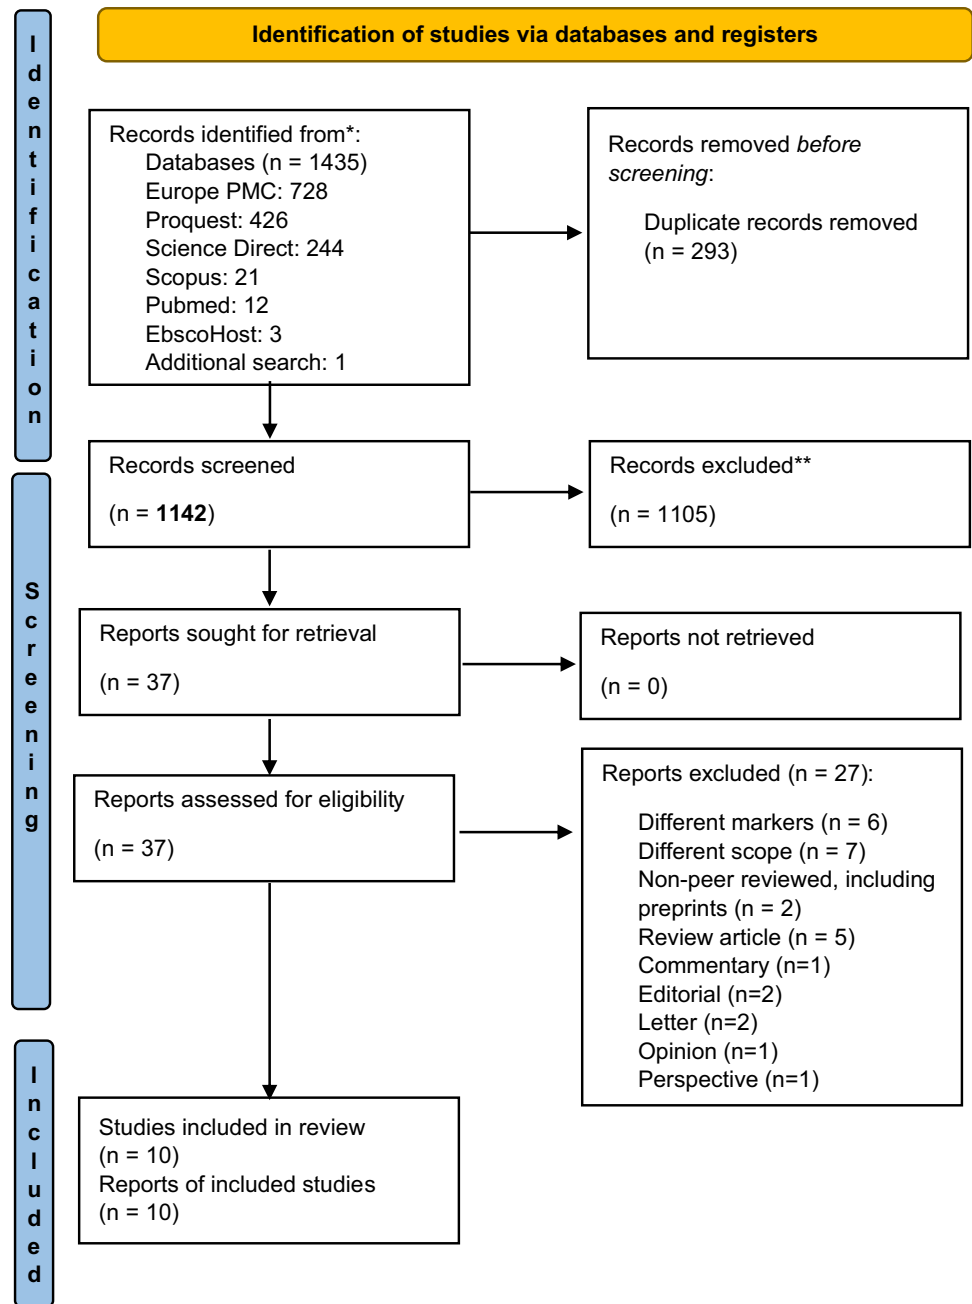 Identification of studies via databases and registers
Identification
Records identified from*:
Databases (n = 1435)
Europe PMC: 728
Proquest: 426
Science Direct: 244
Scopus: 21
Pubmed: 12
EbscoHost: 3
Additional search: 1
Records removed before
screening:
Duplicate records removed
(n = 293)
Screening
Records screened
(n = 1142)
Records excluded**
(n = 1105)
Reports sought for retrieval
(n = 37)
Reports not retrieved
(n = 0)
Reports assessed for eligibility
(n = 37)
Reports excluded (n = 27):
Different markers (n = 6)
Different scope (n = 7)
Non-peer reviewed, including
preprints (n = 2)
Review article (n = 5)
Commentary (n=1)
Editorial (n=2)
Letter (n=2)
Opinion (n=1)
Perspective (n=1)
Included
Studies included in review
(n = 10)
Reports of included studies
(n = 10)